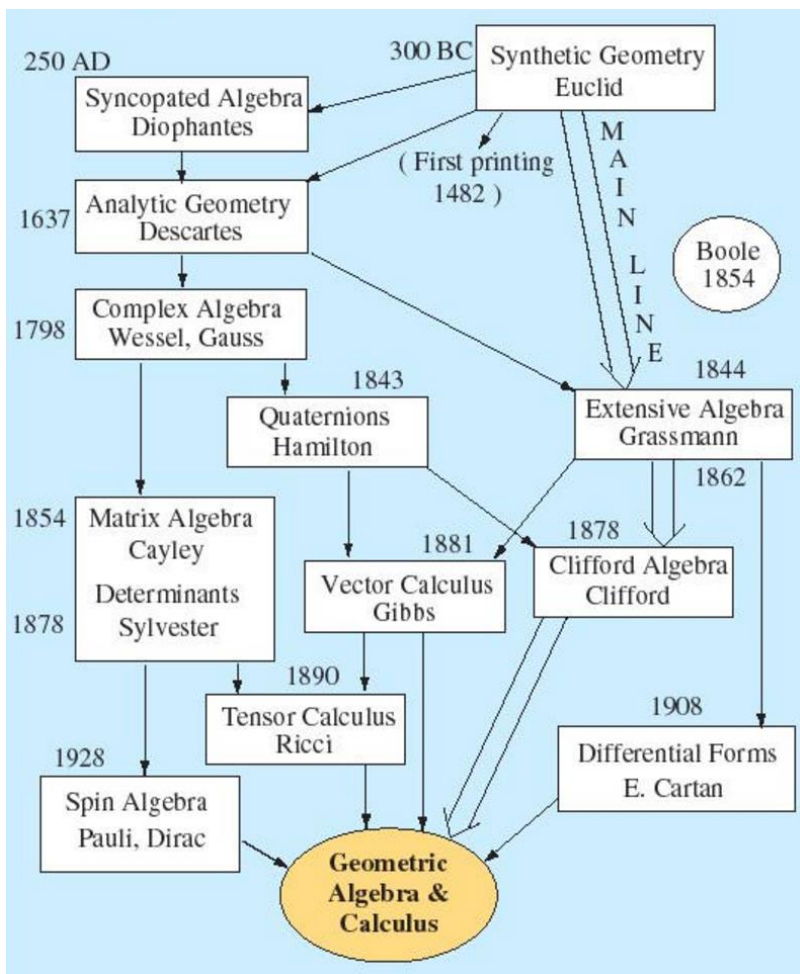 300 BC
Synthetic Geometry
Euclid
250 AD
Syncopated Algebra
Diophantes
( First printing
1482 )
MAIN LINE
1637
Analytic Geometry
Descartes
Boole
1854
1798
Complex Algebra
Wessel, Gauss
1843
Quaternions
Hamilton
1844
Extensive Algebra
Grassmann
1862
1854
Matrix Algebra
Cayley
Determinants
1878
Sylvester
1881
Vector Calculus
Gibbs
1878
Clifford Algebra
Clifford
1890
Tensor Calculus
Ricci
1908
Differential Forms
E. Cartan
1928
Spin Algebra
Pauli, Dirac
Geometric
Algebra &
Calculus